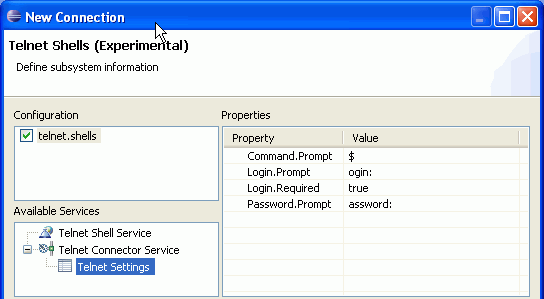 New Connection
Telnet Shells (Experimental)
Define subsystem information
Configuration
telnet.shells
Available Services
Telnet Shell Service
Telnet Connector Service
Telnet Settings
Properties
Property Value
Command.Prompt $
Login.Prompt ogin:
Login.Required true
Password.Prompt assword: